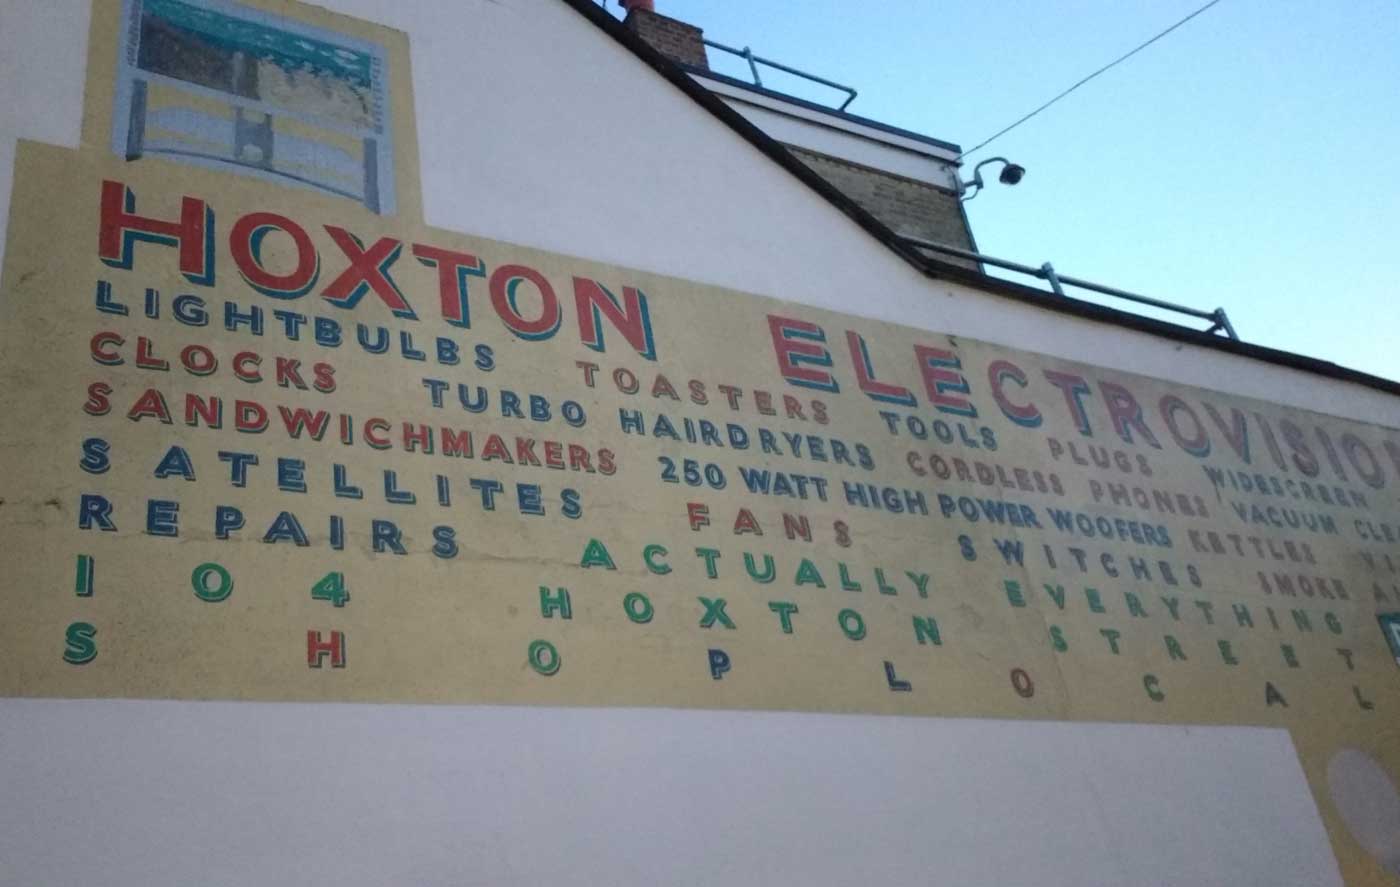 HOXTON ELECTROVISION
LIGHTBULBS TOASTERS TOOLS PLUGS WIDESCREEN
CLOCKS TURBO HAIRDRYERS CORDLESS PHONES VACUUM CLE
SANDWICHMAKERS 250 WATT HIGH POWER WOOFERS KETTLES
SATELLITES FANS SWITCHES SMOKE
REPAIRS ACTUALLY EVERYTHING
104 HOXTON STREET
SHOP LOCAL